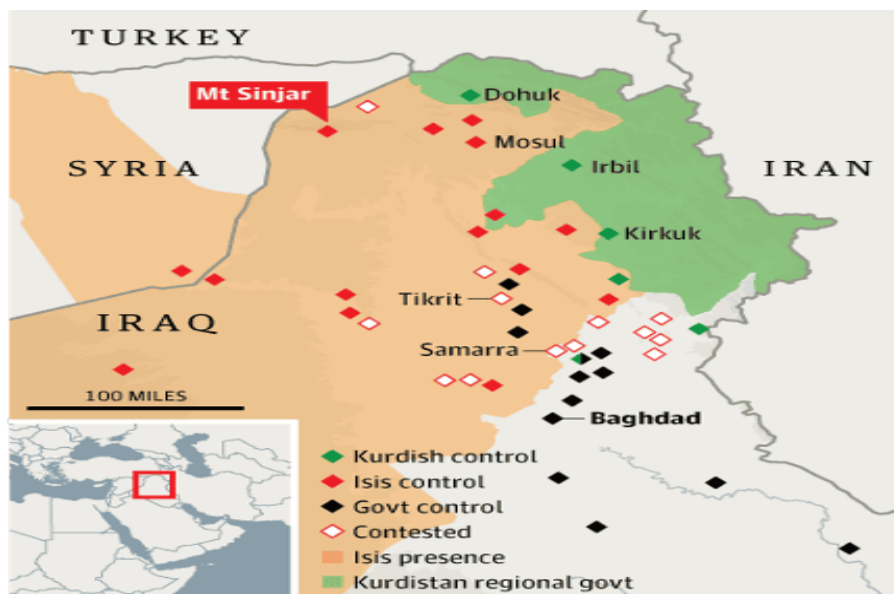 TURKEY
Mt Sinjar
Dohuk
Mosul
SYRIA
Irbil
IRAN
Kirkuk
Tikrit
IRAQ
Samarra
100 MILES
Baghdad
Kurdish control
Isis control
Govt control
Contested
Isis presence
Kurdistan regional govt